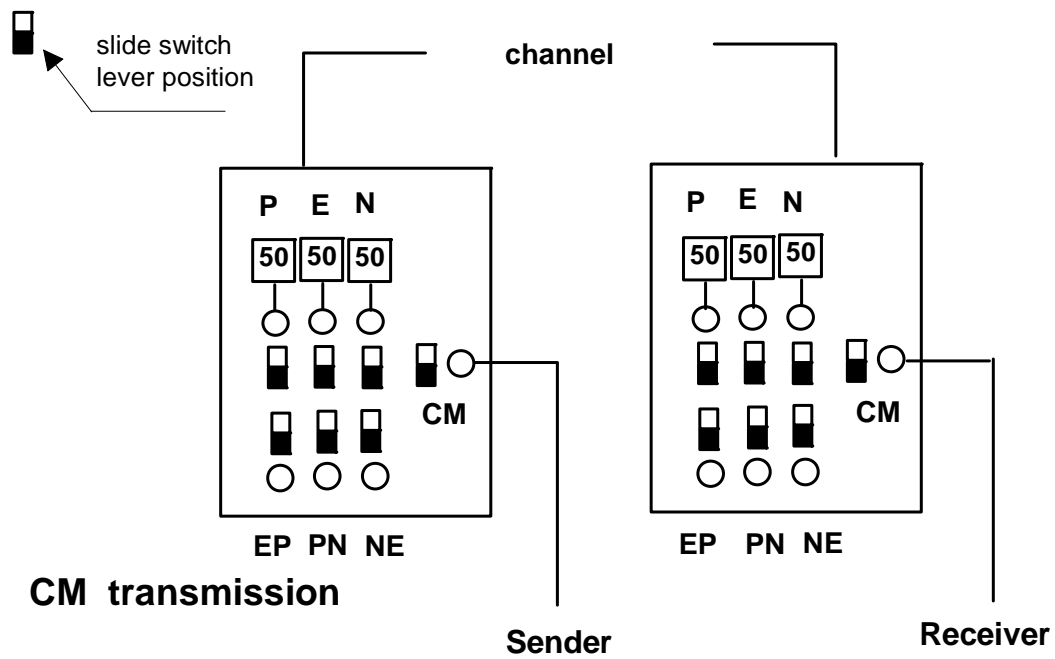 slide switch
lever position
channel
P E N
50 50 50
CM
EP PN NE
P E N
50 50 50
CM
EP PN NE
CM transmission
Sender
Receiver